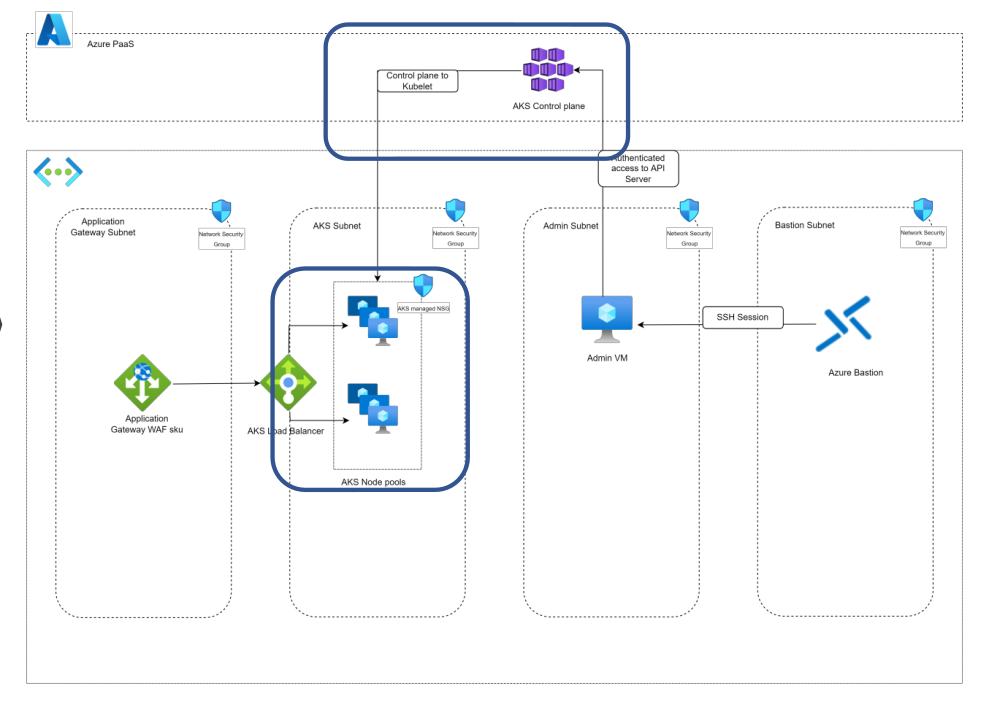 Azure PaaS
Control plane to
Kubelet
AKS Control plane
Authenticated
access to API
Server
Application
Gateway Subnet
Network Security
Group
AKS Subnet
Network Security
Group
Admin Subnet
Network Security
Group
Bastion Subnet
Network Security
Group
AKS managed NSG
SSH Session
Admin VM
Azure Bastion
Application
Gateway WAF sku
AKS Load Balancer
AKS Node pools